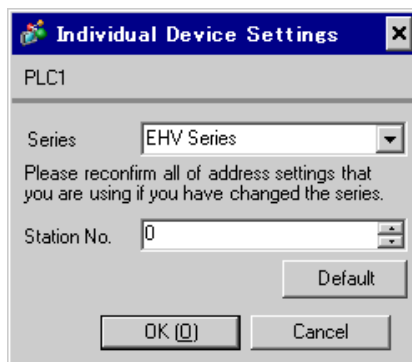 Individual Device Settings
PLC1
Series EHV Series
Please reconfirm all of address settings that
you are using if you have changed the series.
Station No. 0
Default
OK (O) Cancel